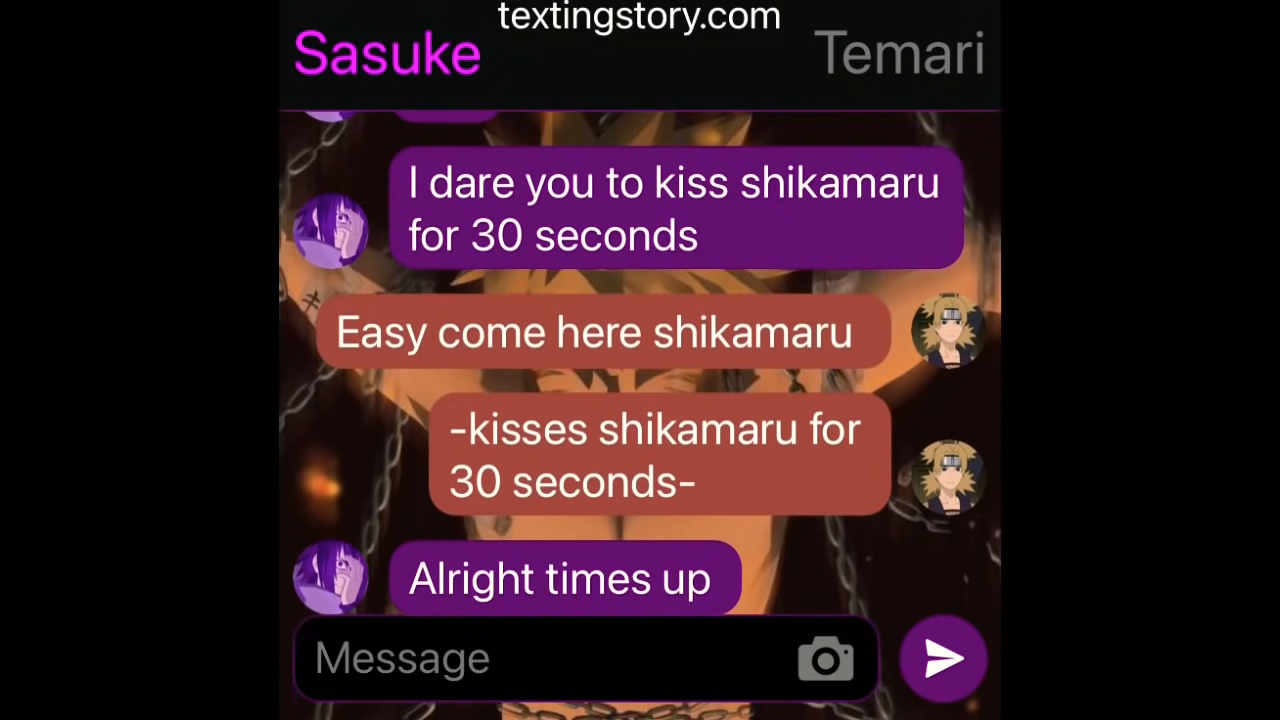 textingstory.com
Sasuke
Temari
I dare you to kiss shikamaru
for 30 seconds
Easy come here shikamaru
-kisses shikamaru for
30 seconds-
Alright times up
Message